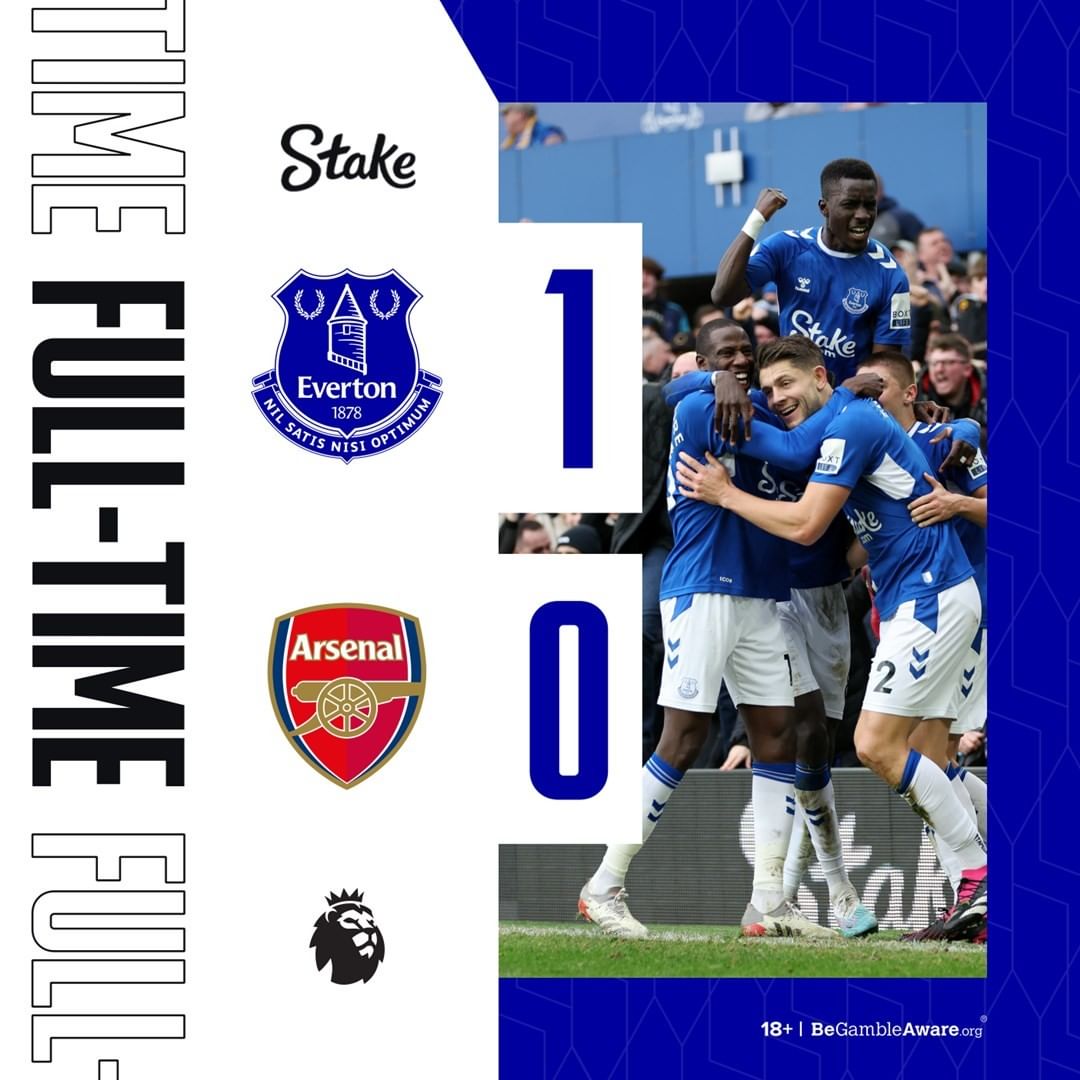 TIME FULL-TIME FULL-
Stake
Everton
1878
NIL SATIS NISI OPTIMUM
1
Arsenal
0
Stake
2
18+ | BeGambleAware.org®